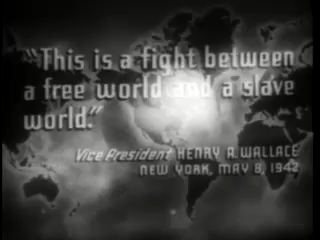 "This is a fight between
a free world and a slave
world."
Vice President HENRY A. WALLACE
NEW YORK, MAY 8, 1942